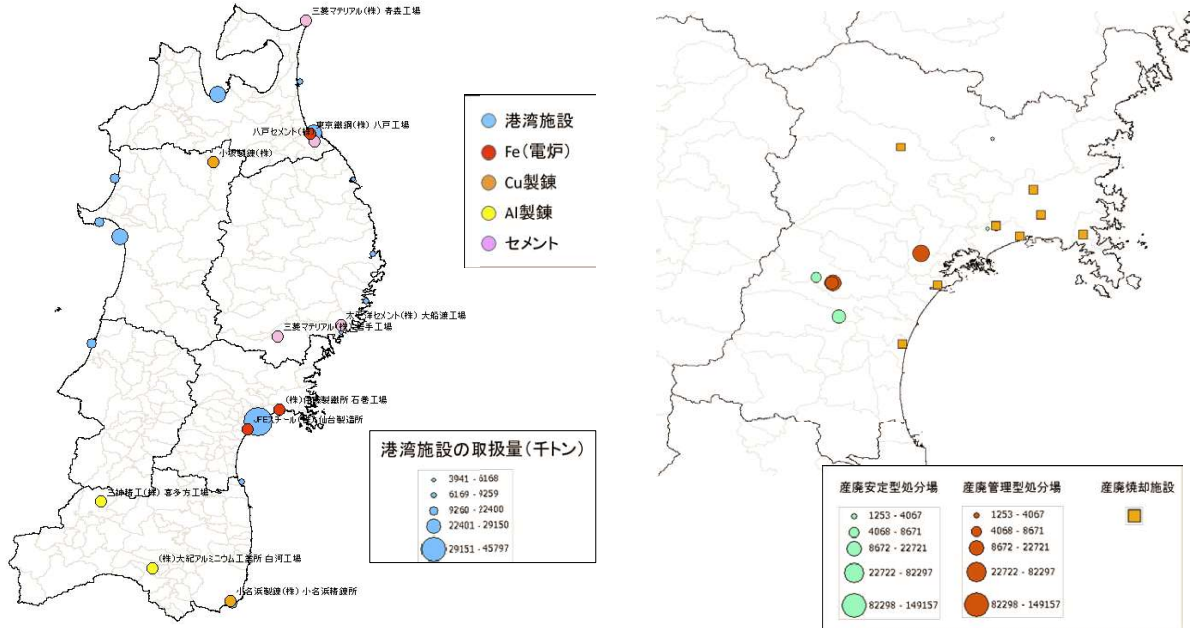 三菱マテリアル(株) 青森工場
東京鐵鋼(株) 八戸工場
八戸セメント(株)
小坂製錬(株)
太平洋セメント(株) 大船渡工場
三菱マテリアル(株) 岩手工場
石巻工場
JFEスチール(株) 仙台製造所
喜多方工場
(株)大紀アルミニウム工業所 白河工場
小名浜製錬(株) 小名浜精錬所
港湾施設
Fe(電炉)
Cu製錬
Al製錬
セメント
港湾施設の取扱量(千トン)
3941 - 6168
6169 - 9259
9260 - 22400
22401 - 29150
29151 - 45797
産廃安定型処分場
1253 - 4067
4068 - 8671
8672 - 22721
22722 - 82297
82298 - 149157
産廃管理型処分場
1253 - 4067
4068 - 8671
8672 - 22721
22722 - 82297
82298 - 149157
産廃焼却施設